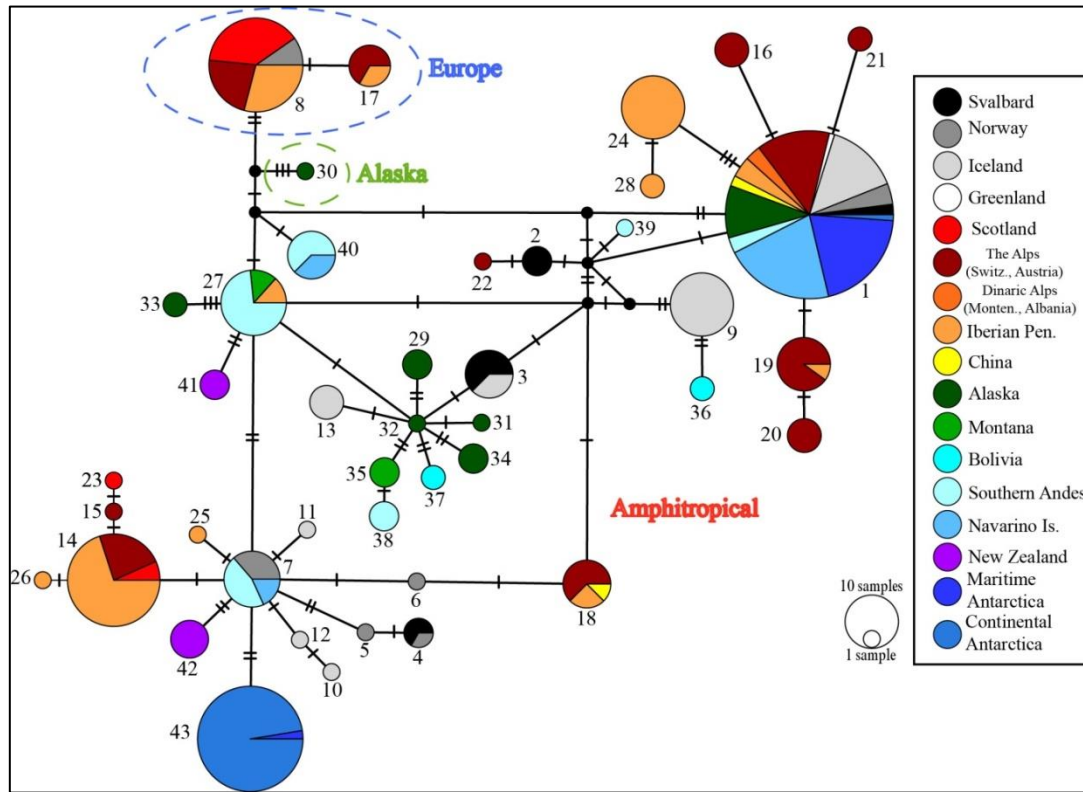 16
21
8
17
Europe
24
30
Alaska
28
1
39
40
2
22
27
33
9
29
41
3
19
36
13
32
31
34
35
20
37
23
38
Amphitropical
15
11
25
14
7
26
6
18
12
5
4
42
10
43
Svalbard
Norway
Iceland
Greenland
Scotland
The Alps
(Switz., Austria)
Dinaric Alps
(Monten., Albania)
Iberian Pen.
China
Alaska
Montana
Bolivia
Southern Andes
Navarino Is.
New Zealand
Maritime
Antarctica
Continental
Antarctica
10 samples
1 sample